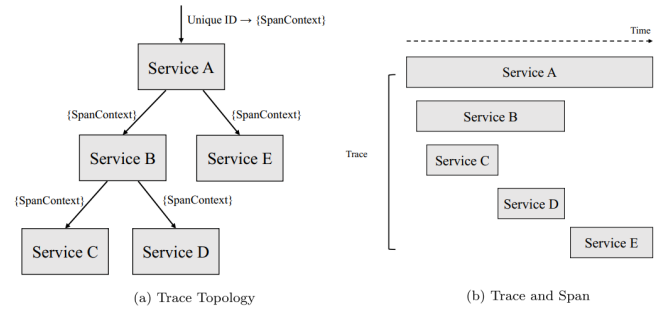 Unique ID → {SpanContext}
Service A
{SpanContext}
{SpanContext}
Service B
Service E
{SpanContext}
{SpanContext}
Service C
Service D
(a) Trace Topology
Time
Service A
Service B
Trace
Service C
Service D
Service E
(b) Trace and Span